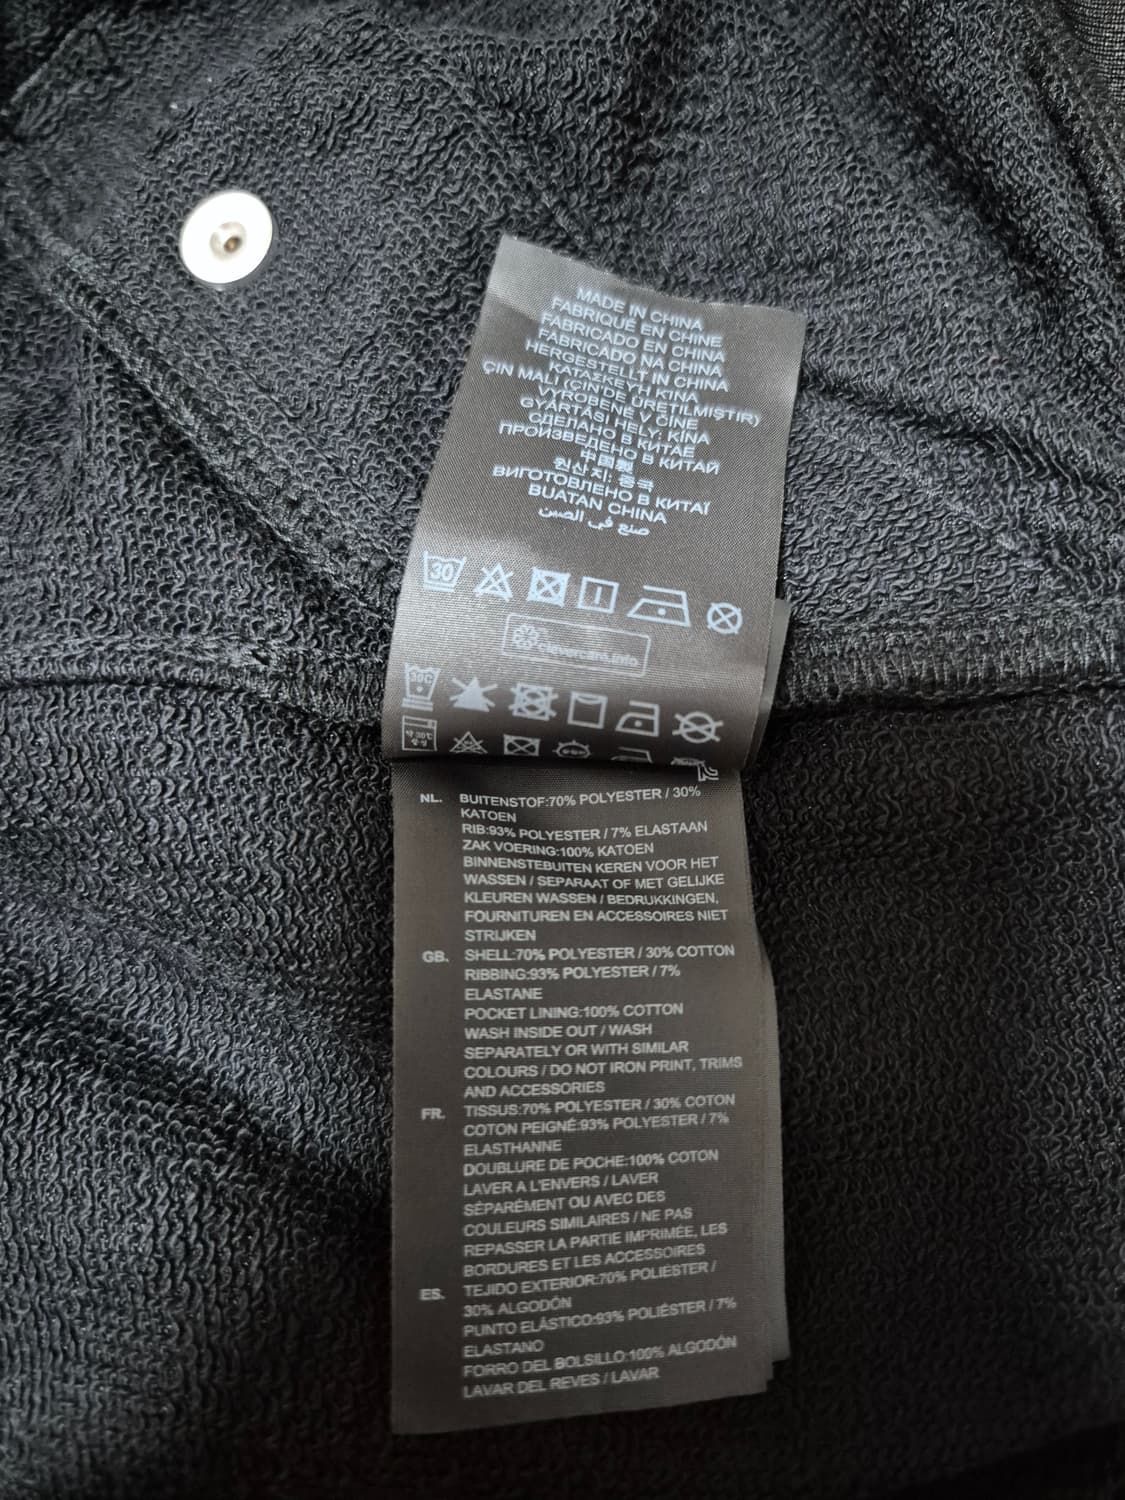 MADE IN CHINA
FABRIQUÉ EN CHINE
FABRICADO EN CHINA
FABRICADO NA CHINA
HERGESTELLT IN CHINA
ΚΑΤΑΣΚΕΥΗ ΚΙΝΑ
ÇIN MALI (ÇIN'DE ÜRETILMIŞTIR)
VYROBENÉ V ČÍNE
GYÁRTÁSI HELY: KÍNA
СДЕЛАНО В КИТАЕ
ПРОИЗВЕДЕНО В КИТАЙ
中国製
원산지: 중국
ВИГОТОВЛЕНО В КИТАЇ
BUATAN CHINA
صنع في الصين
30
clevercare.info
30C
약 30℃
중성
NL. BUITENSTOF:70% POLYESTER / 30%
KATOEN
RIB:93% POLYESTER / 7% ELASTAAN
ZAK VOERING:100% KATOEN
BINNENSTEBUITEN KEREN VOOR HET
WASSEN / SEPARAAT OF MET GELIJKE
KLEUREN WASSEN / BEDRUKKINGEN,
FOURNITUREN EN ACCESSOIRES NIET
STRIJKEN
GB. SHELL:70% POLYESTER / 30% COTTON
RIBBING:93% POLYESTER / 7%
ELASTANE
POCKET LINING:100% COTTON
WASH INSIDE OUT / WASH
SEPARATELY OR WITH SIMILAR
COLOURS / DO NOT IRON PRINT, TRIMS
AND ACCESSORIES
FR. TISSUS:70% POLYESTER / 30% COTON
COTON PEIGNÉ:93% POLYESTER / 7%
ELASTHANNE
DOUBLURE DE POCHE:100% COTON
LAVER A L'ENVERS / LAVER
SÉPARÉMENT OU AVEC DES
COULEURS SIMILAIRES / NE PAS
REPASSER LA PARTIE IMPRIMÉE, LES
BORDURES ET LES ACCESSOIRES
ES. TEJIDO EXTERIOR:70% POLIÉSTER /
30% ALGODÓN
PUNTO ELÁSTICO:93% POLIÉSTER / 7%
ELASTANO
FORRO DEL BOLSILLO:100% ALGODÓN
LAVAR DEL REVES / LAVAR